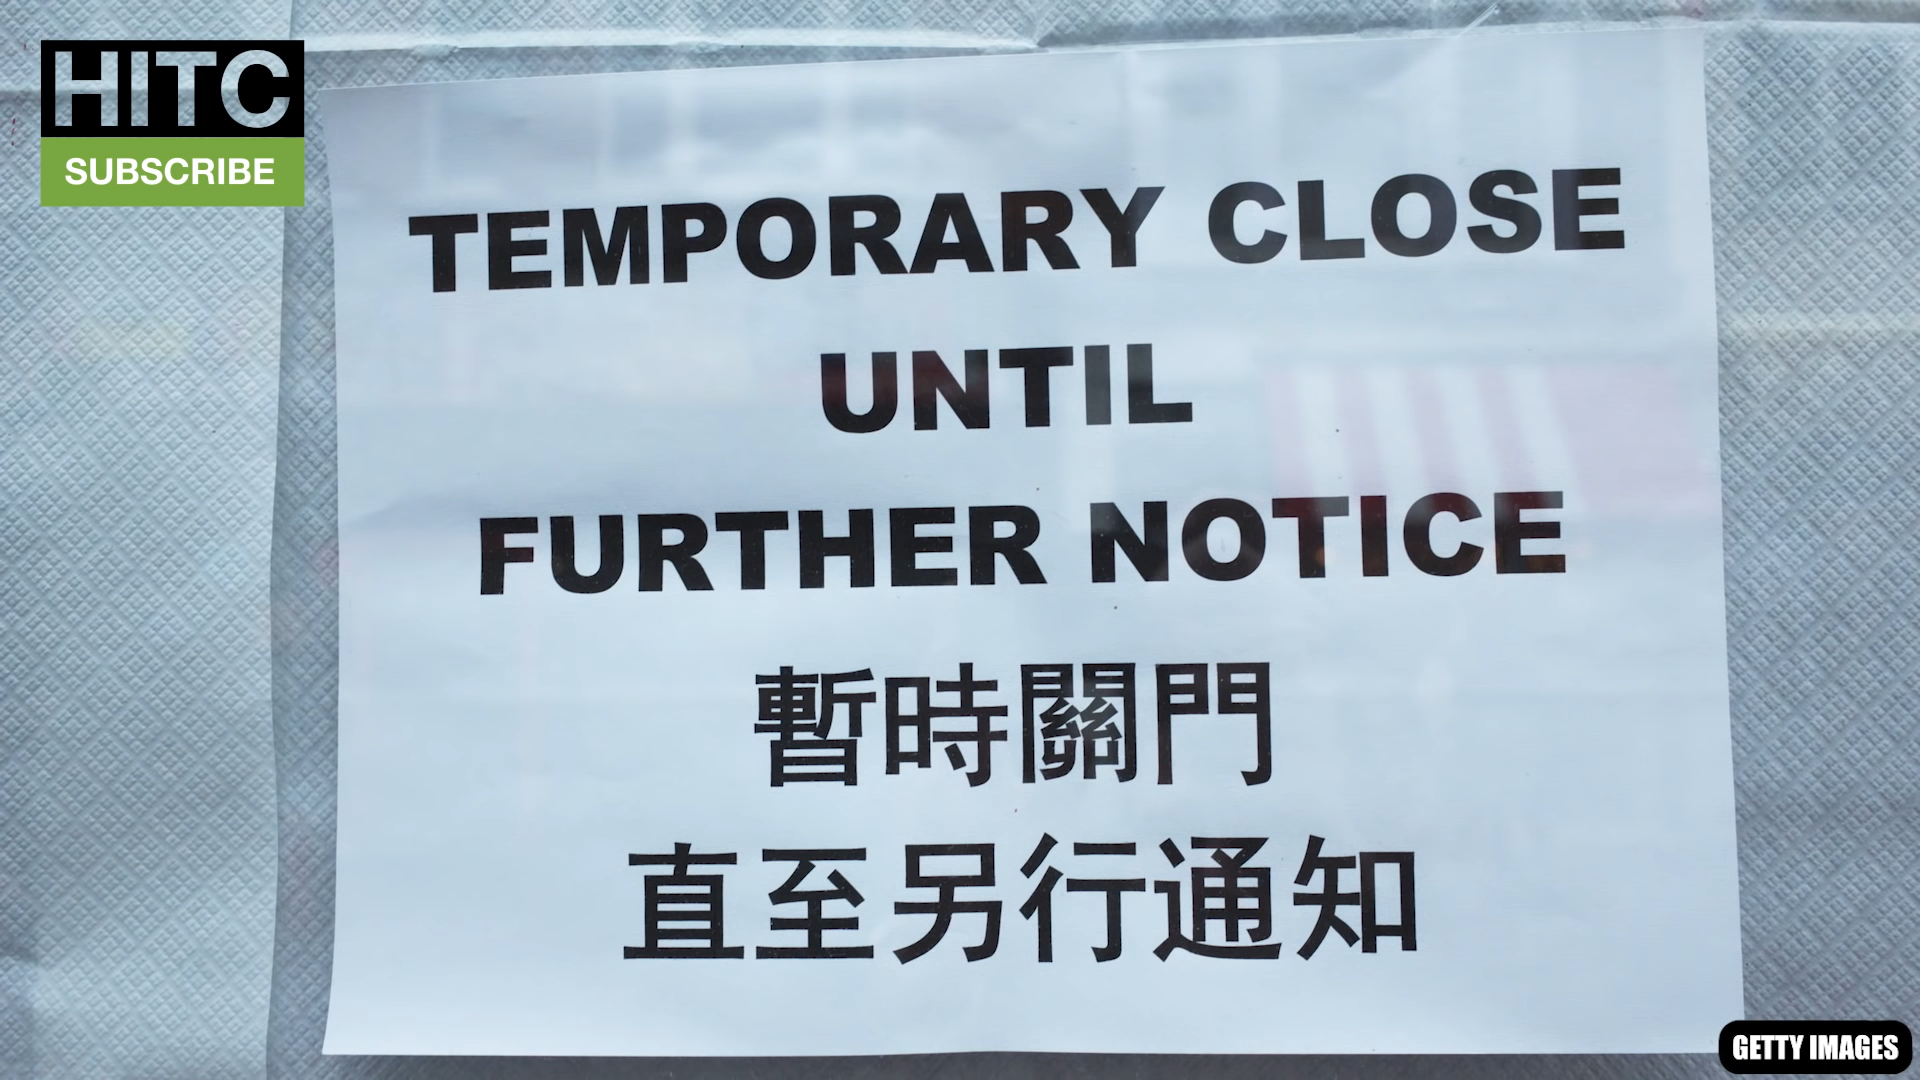 HITC
SUBSCRIBE
TEMPORARY CLOSE
UNTIL
FURTHER NOTICE
暫時關門
直至另行通知
GETTY IMAGES